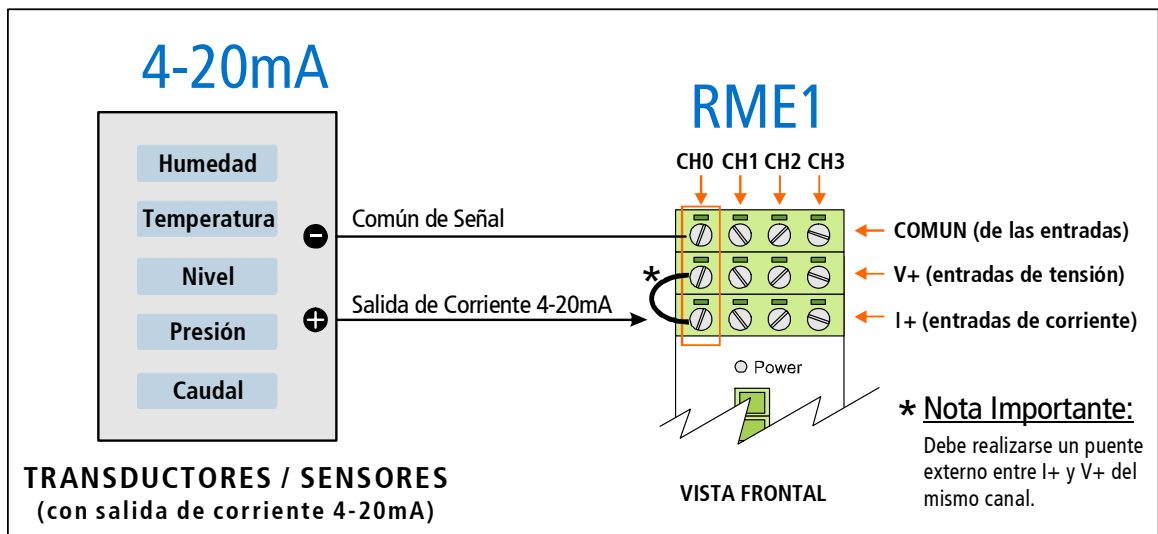 4-20mA
RME1
CH0 CH1 CH2 CH3
Humedad
Temperatura
Nivel
Presión
Caudal
Común de Señal
Salida de Corriente 4-20mA
*
COMUN (de las entradas)
V+ (entradas de tensión)
I+ (entradas de corriente)
Power
* Nota Importante:
Debe realizarse un puente
externo entre I+ y V+ del
mismo canal.
TRANSDUCTORES / SENSORES
(con salida de corriente 4-20mA)
VISTA FRONTAL